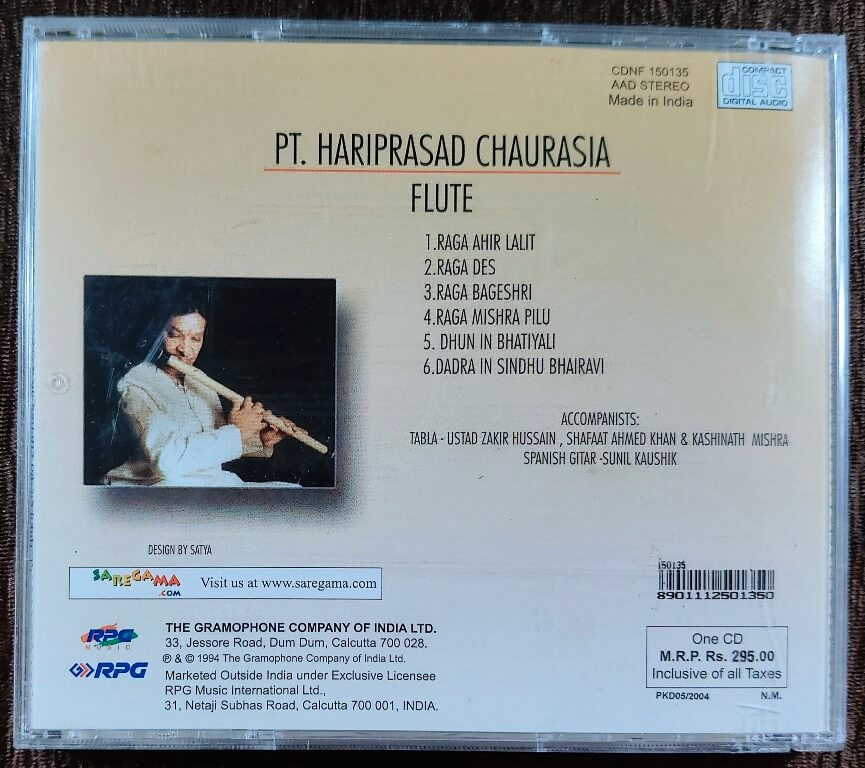 CDNF 150135
AAD STEREO
Made in India
COMPACT
disc
DIGITAL AUDIO
PT. HARIPRASAD CHAURASIA
FLUTE
1.RAGA AHIR LALIT
2.RAGA DES
3.RAGA BAGESHRI
4.RAGA MISHRA PILU
5. DHUN IN BHATIYALI
6.DADRA IN SINDHU BHAIRAVI
ACCOMPANISTS:
TABLA - USTAD ZAKIR HUSSAIN , SHAFAAT AHMED KHAN & KASHINATH MISHRA
SPANISH GITAR -SUNIL KAUSHIK
DESIGN BY SATYA
SAREGAMA
.COM
Visit us at www.saregama.com
150135
8901112501350
RPG
MUSIC
RPG
THE GRAMOPHONE COMPANY OF INDIA LTD.
33, Jessore Road, Dum Dum, Calcutta 700 028.
℗ & © 1994 The Gramophone Company of India Ltd.
Marketed Outside India under Exclusive Licensee
RPG Music International Ltd.,
31, Netaji Subhas Road, Calcutta 700 001, INDIA.
One CD
M.R.P. Rs. 295.00
Inclusive of all Taxes
PKD05/2004 N.M.